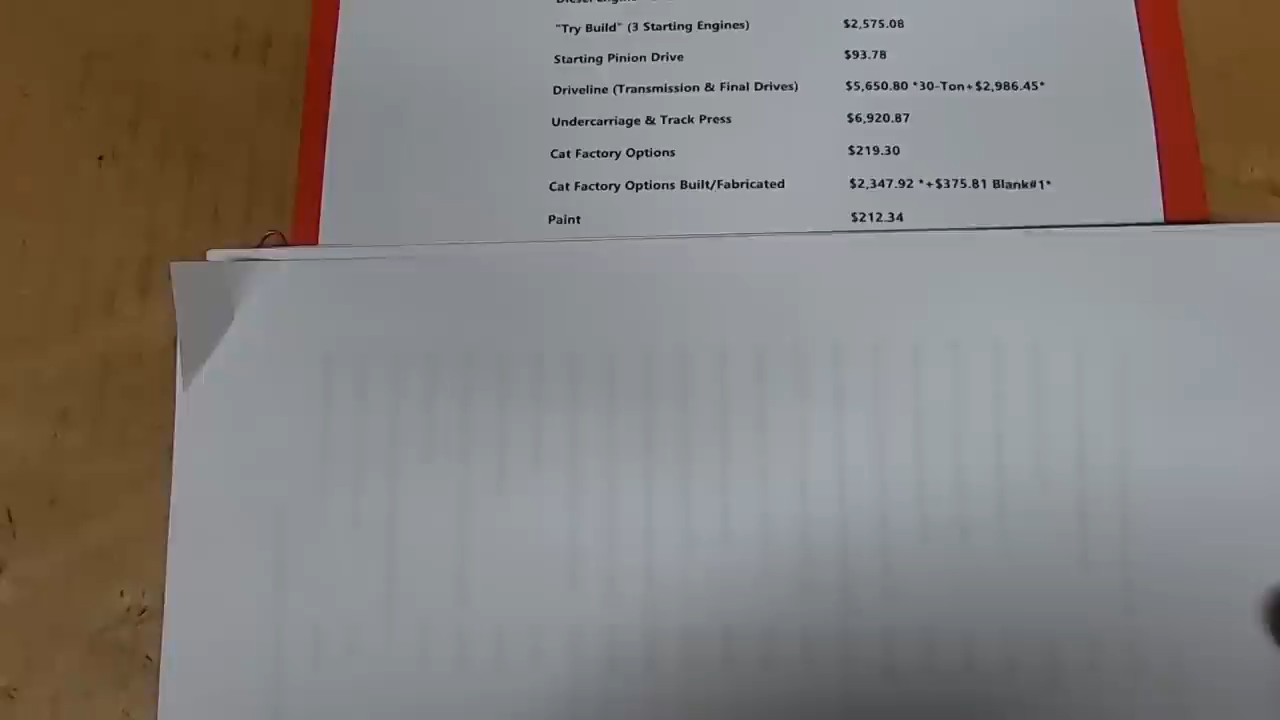 "Try Build" (3 Starting Engines) $2,575.08
Starting Pinion Drive $93.78
Driveline (Transmission & Final Drives) $5,650.80 *30-Ton+$2,986.45*
Undercarriage & Track Press $6,920.87
Cat Factory Options $219.30
Cat Factory Options Built/Fabricated $2,347.92 *+$375.81 Blank#1*
Paint $212.34